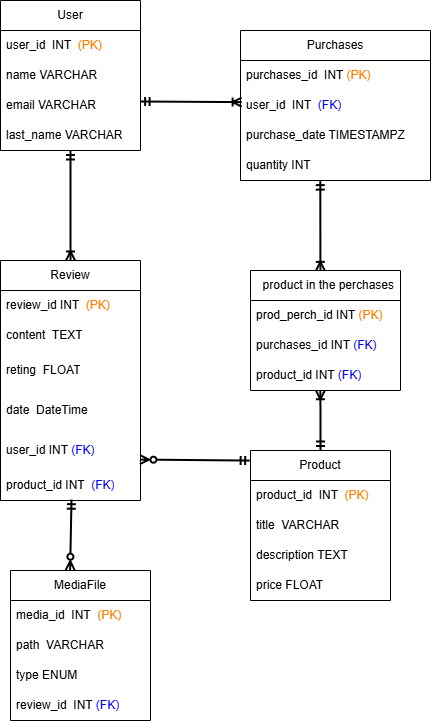 User
user_id INT (PK)
name VARCHAR
email VARCHAR
last_name VARCHAR
Purchases
purchases_id INT (PK)
user_id INT (FK)
purchase_date TIMESTAMPZ
quantity INT
Review
review_id INT (PK)
content TEXT
reting FLOAT
date DateTime
user_id INT (FK)
product_id INT (FK)
product in the perchases
prod_perch_id INT (PK)
purchases_id INT (FK)
product_id INT (FK)
Product
product_id INT (PK)
title VARCHAR
description TEXT
price FLOAT
MediaFile
media_id INT (PK)
path VARCHAR
type ENUM
review_id INT (FK)